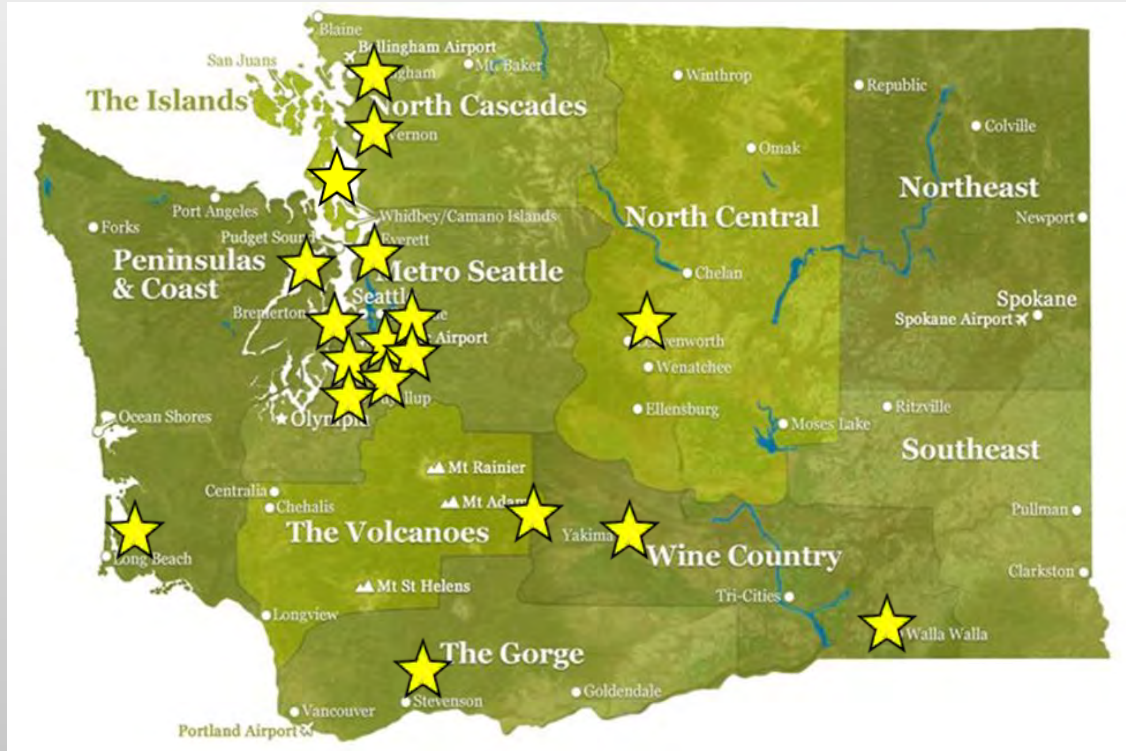 Blaine
Bellingham Airport
San Juans
Mt. Baker
Winthrop
Republic
The Islands
North Cascades
Colville
Omak
Northeast
Port Angeles
Whidbey/Camano Islands
North Central
Newport
Forks
Pudget Sound
Everett
Peninsulas
& Coast
Metro Seattle
Chelan
Seattl
Spokane
Bremerton
Spokane Airport
Airport
Wenatchee
Ellensburg
Ritzville
Ocean Shores
Olympia
Moses Lake
Southeast
Mt Rainier
Centralia
Mt Adam
Chehalis
Pullman
The Volcanoes
Yakima
Wine Country
Long Beach
Clarkston
Mt St Helens
Tri-Cities
Longview
Walla Walla
The Gorge
Goldendale
Stevenson
Vancouver
Portland Airport